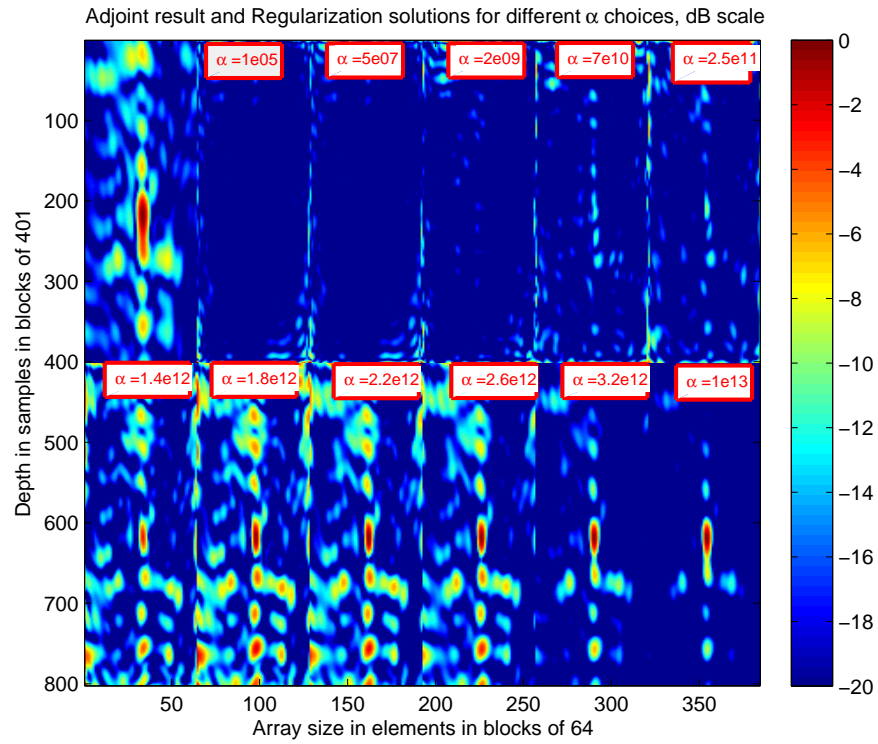 Adjoint result and Regularization solutions for different α choices, dB scale
α =1e05
α =5e07
α =2e09
α =7e10
α =2.5e11
α =1.4e12
α =1.8e12
α =2.2e12
α =2.6e12
α =3.2e12
α =1e13
Depth in samples in blocks of 401
100
200
300
400
500
600
700
800
50
100
150
200
250
300
350
Array size in elements in blocks of 64
0
−2
−4
−6
−8
−10
−12
−14
−16
−18
−20